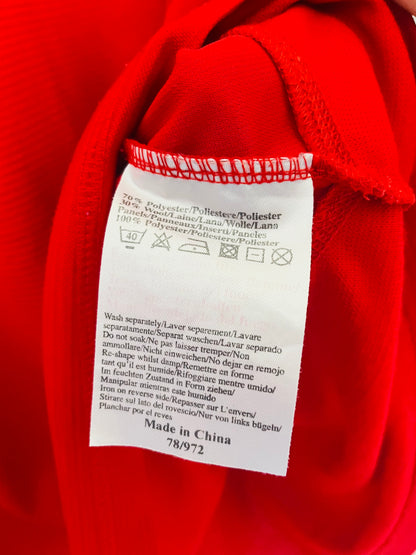 70% Polyester/Poliestere/Poliester
30% Wool/Laine/Lana/Wolle/Lana
Panels/Panneaux/Inserti/Paneles
100% Polyester/Poliestere/Poliester
40
Wash separately/Laver separement/Lavare
separatamente/Separat waschen/Lavar separado
Do not soak/Ne pas laisser tremper/Non
ammollare/Nicht einweichen/No dejar en remojo
Re-shape whilst damp/Remettre en forme
tant qu'il est humide/Rifoggiare mentre umido/
Im feuchten Zustand in Form ziehen/
Manipular mieniras este humido
Iron on reverse side/Repasser sur L'envers/
Stirare sul lato del rovescio/Nur von links bügeln/
Planchar por el reves
Made in China
78/972